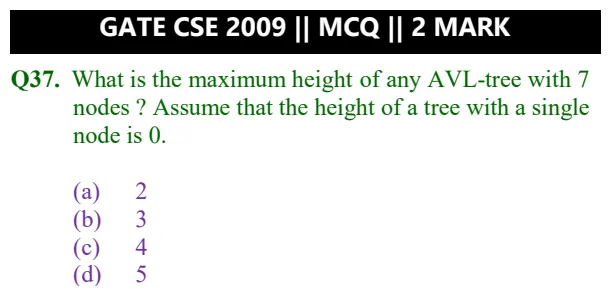 GATE CSE 2009 || MCQ || 2 MARK
Q37. What is the maximum height of any AVL-tree with 7
nodes ? Assume that the height of a tree with a single
node is 0.
(a) 2
(b) 3
(c) 4
(d) 5